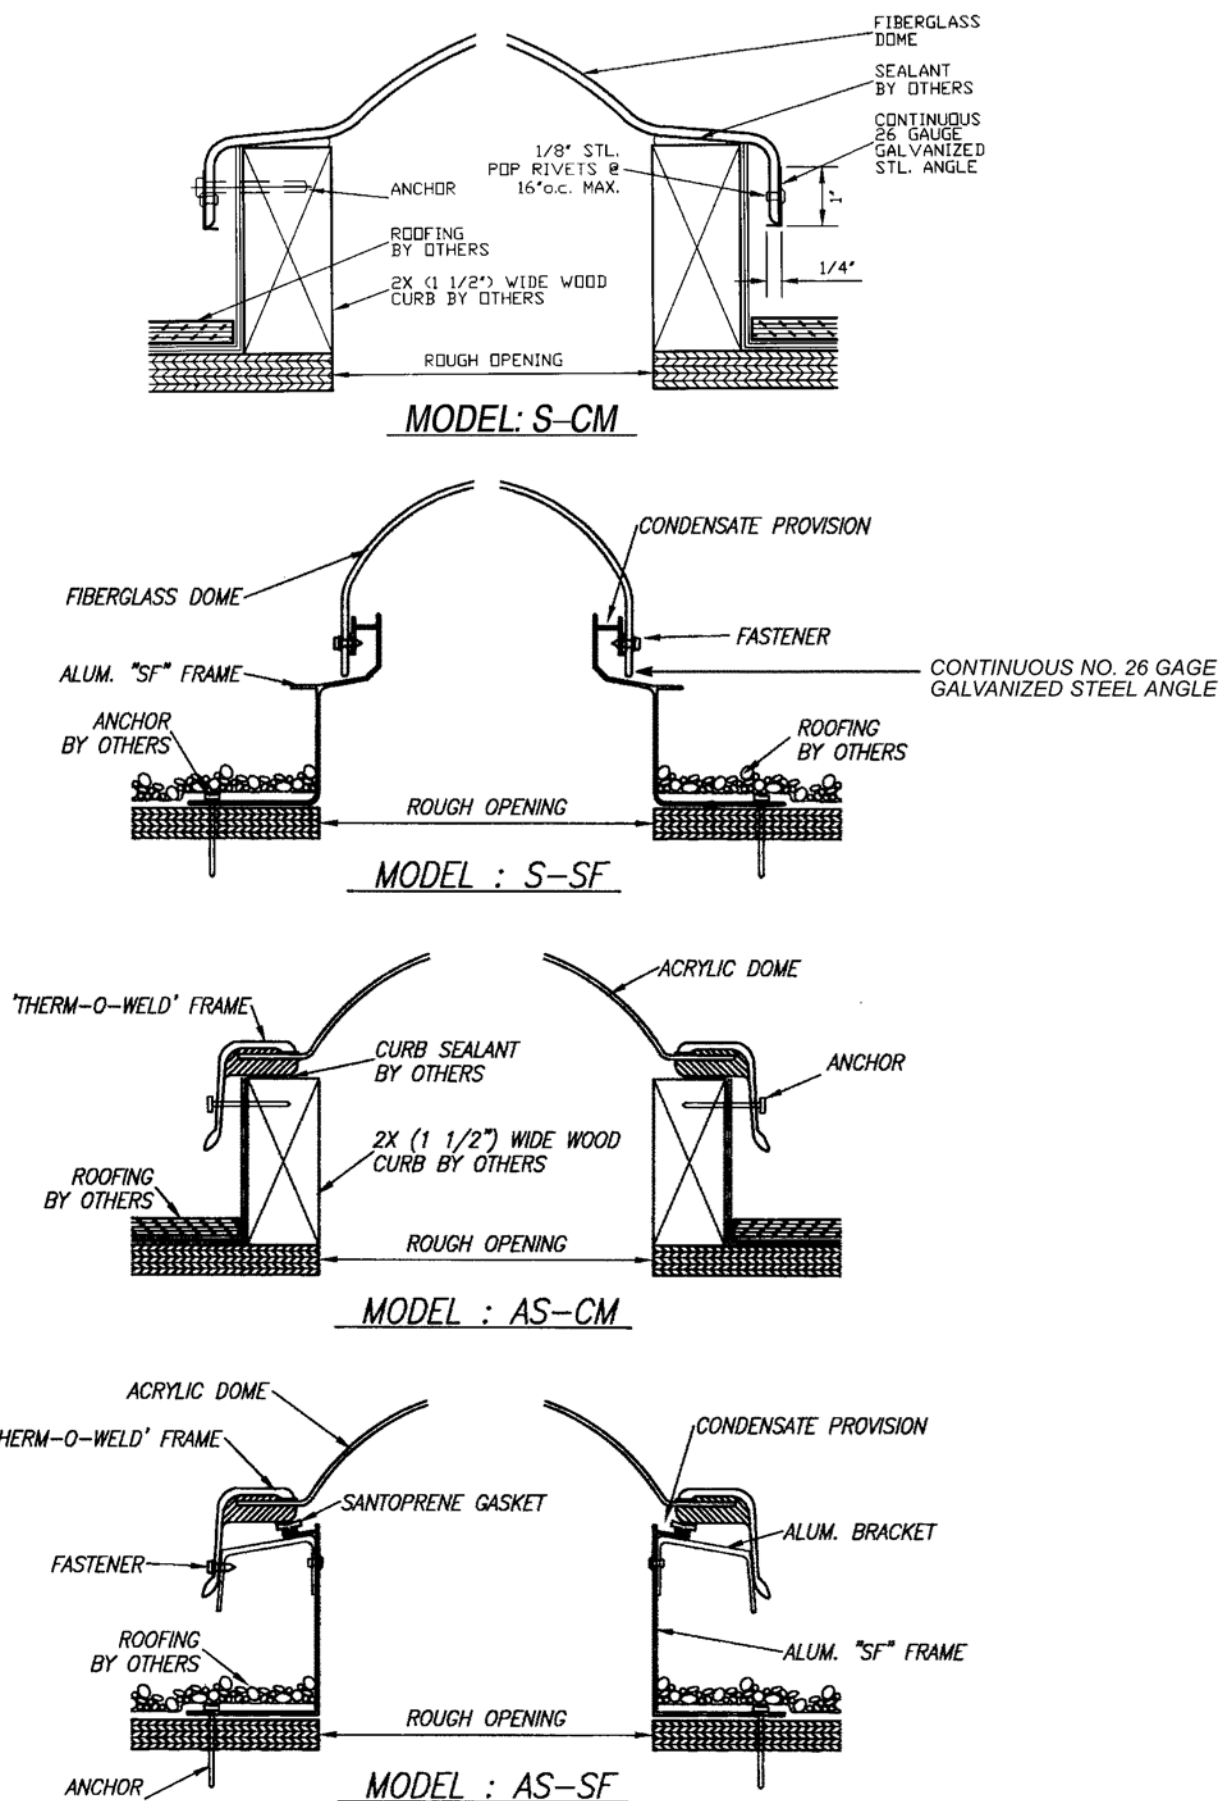 FIBERGLASS
DOME
SEALANT
BY OTHERS
CONTINUOUS
26 GAUGE
GALVANIZED
STL. ANGLE
1/8" STL.
POP RIVETS @
16"o.c. MAX.
ANCHOR
1"
ROOFING
BY OTHERS
1/4"
2X (1 1/2") WIDE WOOD
CURB BY OTHERS
ROUGH OPENING
MODEL: S-CM
CONDENSATE PROVISION
FIBERGLASS DOME
FASTENER
ALUM. "SF" FRAME
CONTINUOUS NO. 26 GAGE
GALVANIZED STEEL ANGLE
ANCHOR
BY OTHERS
ROOFING
BY OTHERS
ROUGH OPENING
MODEL : S-SF
ACRYLIC DOME
'THERM-O-WELD' FRAME
CURB SEALANT
BY OTHERS
ANCHOR
2X (1 1/2") WIDE WOOD
CURB BY OTHERS
ROOFING
BY OTHERS
ROUGH OPENING
MODEL : AS-CM
ACRYLIC DOME
CONDENSATE PROVISION
HERM-O-WELD' FRAME
SANTOPRENE GASKET
ALUM. BRACKET
FASTENER
ROOFING
BY OTHERS
ALUM. "SF" FRAME
ROUGH OPENING
ANCHOR
MODEL : AS-SF